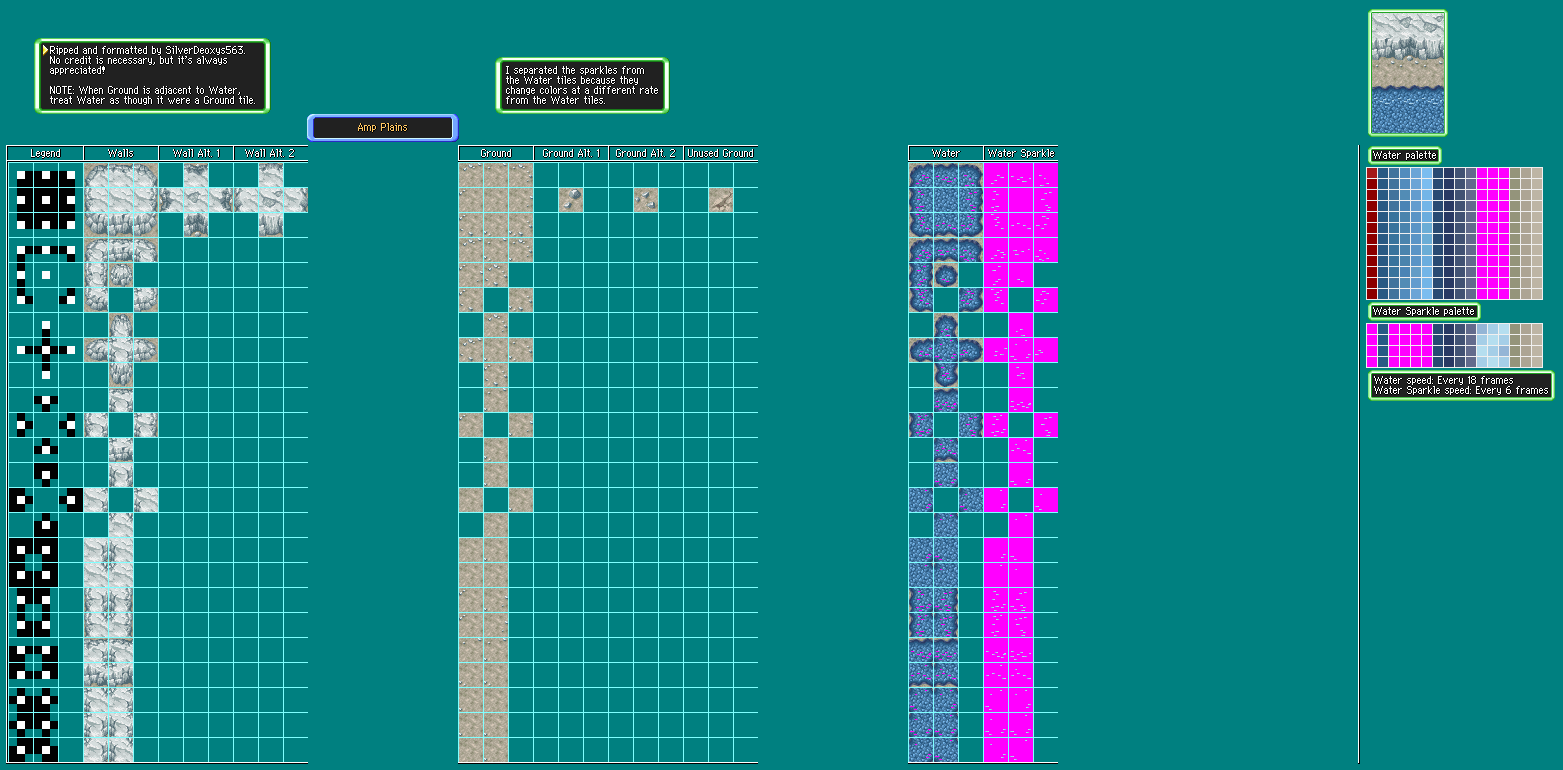 Ripped and formatted by SilverDeoxys563.
No credit is necessary, but it's always
appreciated!
NOTE: When Ground is adjacent to Water,
treat Water as though it were a Ground tile.
I separated the sparkles from
the Water tiles because they
change colors at a different rate
from the Water tiles.
Amp Plains
Legend
Walls
Wall Alt. 1
Wall Alt. 2
Ground
Ground Alt. 1
Ground Alt. 2
Unused Ground
Water
Water Sparkle
Water palette
Water Sparkle palette
Water speed: Every 18 frames
Water Sparkle speed: Every 6 frames